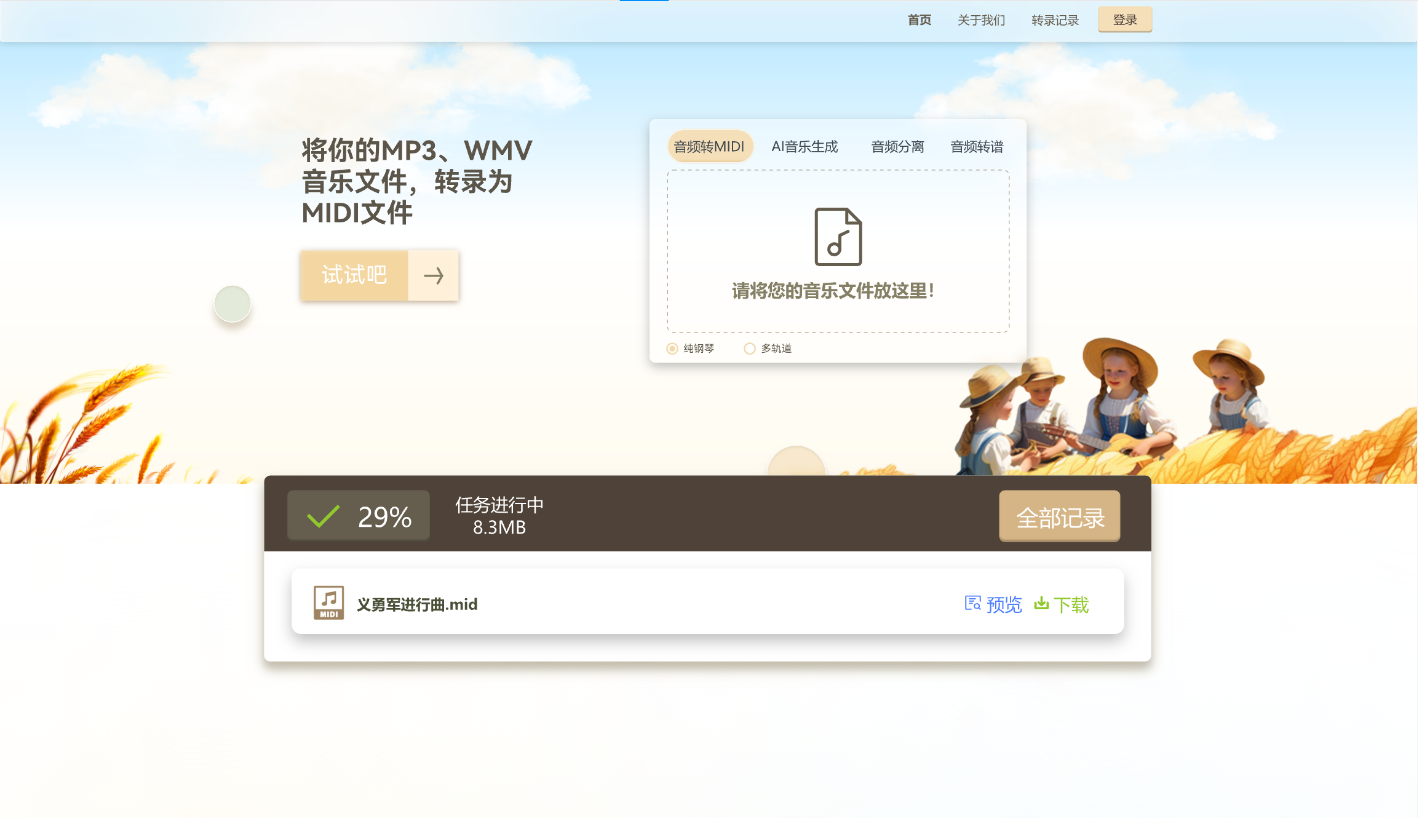 首页 关于我们 转录记录 登录
将你的MP3、WMV
音乐文件，转录为
MIDI文件
试试吧
音频转MIDI AI音乐生成 音频分离 音频转谱
请将您的音乐文件放这里！
纯钢琴 多轨道
29%
任务进行中
8.3MB
全部记录
MIDI
义勇军进行曲.mid
预览 下载